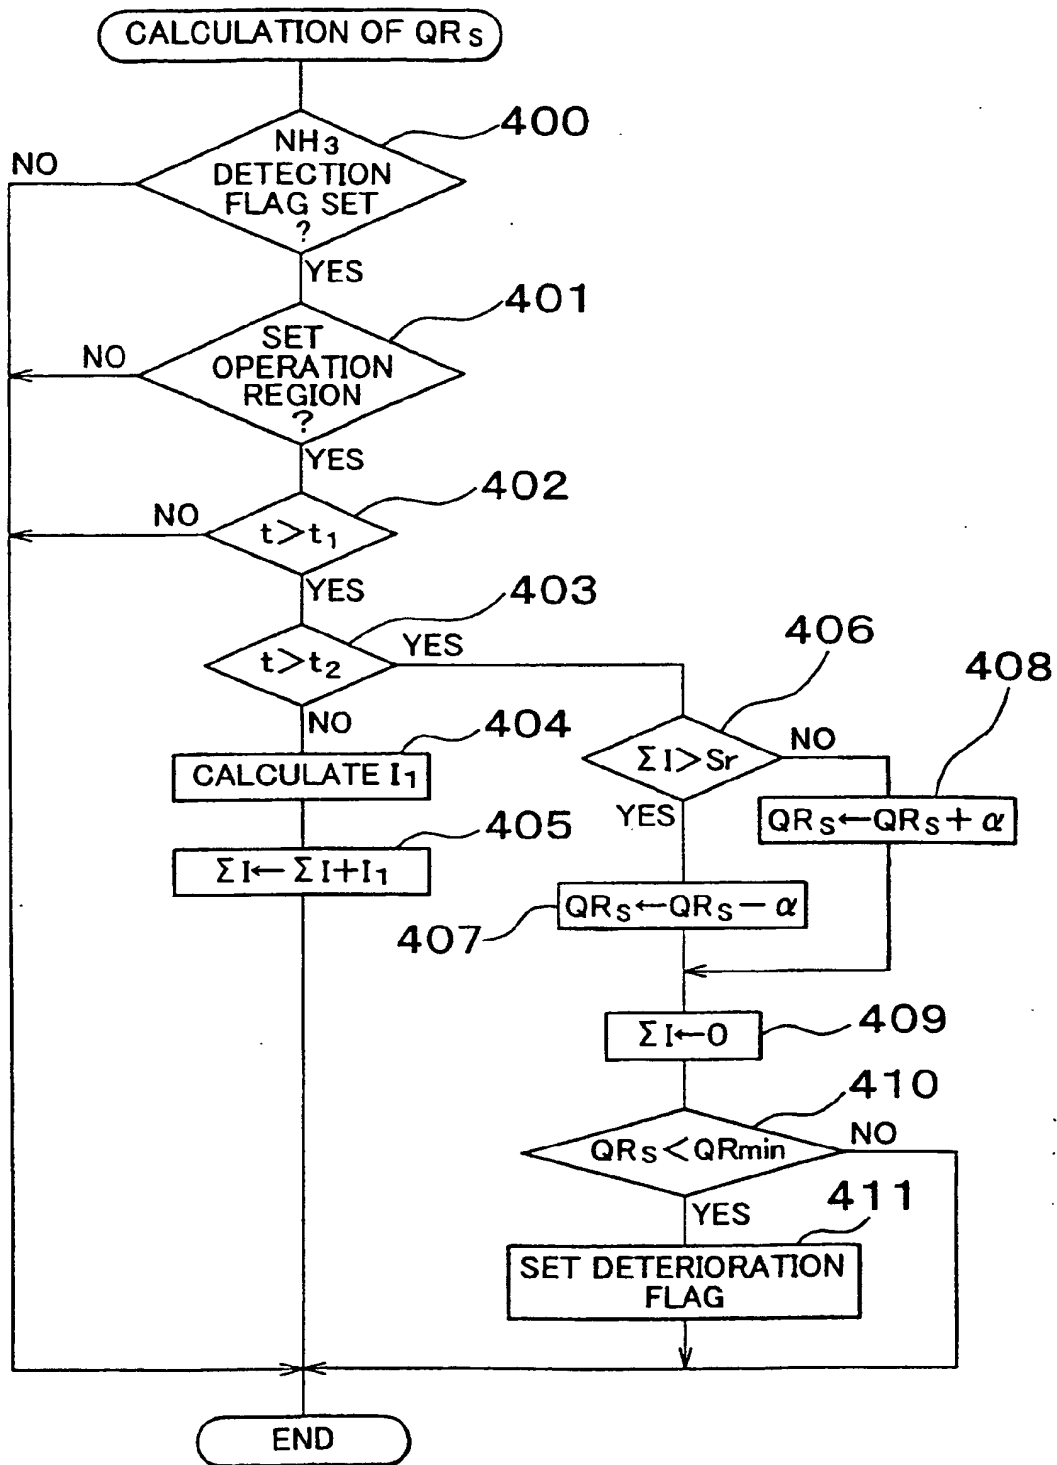 CALCULATION OF QRS
400
NH3
DETECTION
FLAG SET
?
NO
YES
401
SET
OPERATION
REGION
?
NO
YES
402
t>t1
NO
YES
403
t>t2
YES
NO
404
CALCULATE I1
405
ΣI←ΣI+I1
406
ΣI>Sr
NO
YES
408
QRS←QRS+α
QRS←QRS−α
407
ΣI←0
409
410
QRS<QRmin
NO
YES
411
SET DETERIORATION
FLAG
END